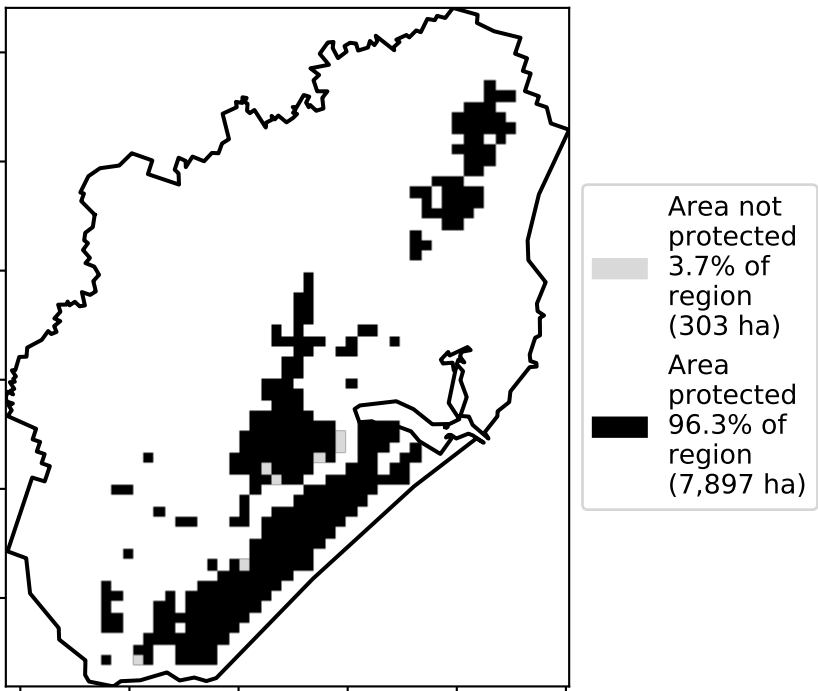 Area not
protected
3.7% of
region
(303 ha)
Area
protected
96.3% of
region
(7,897 ha)